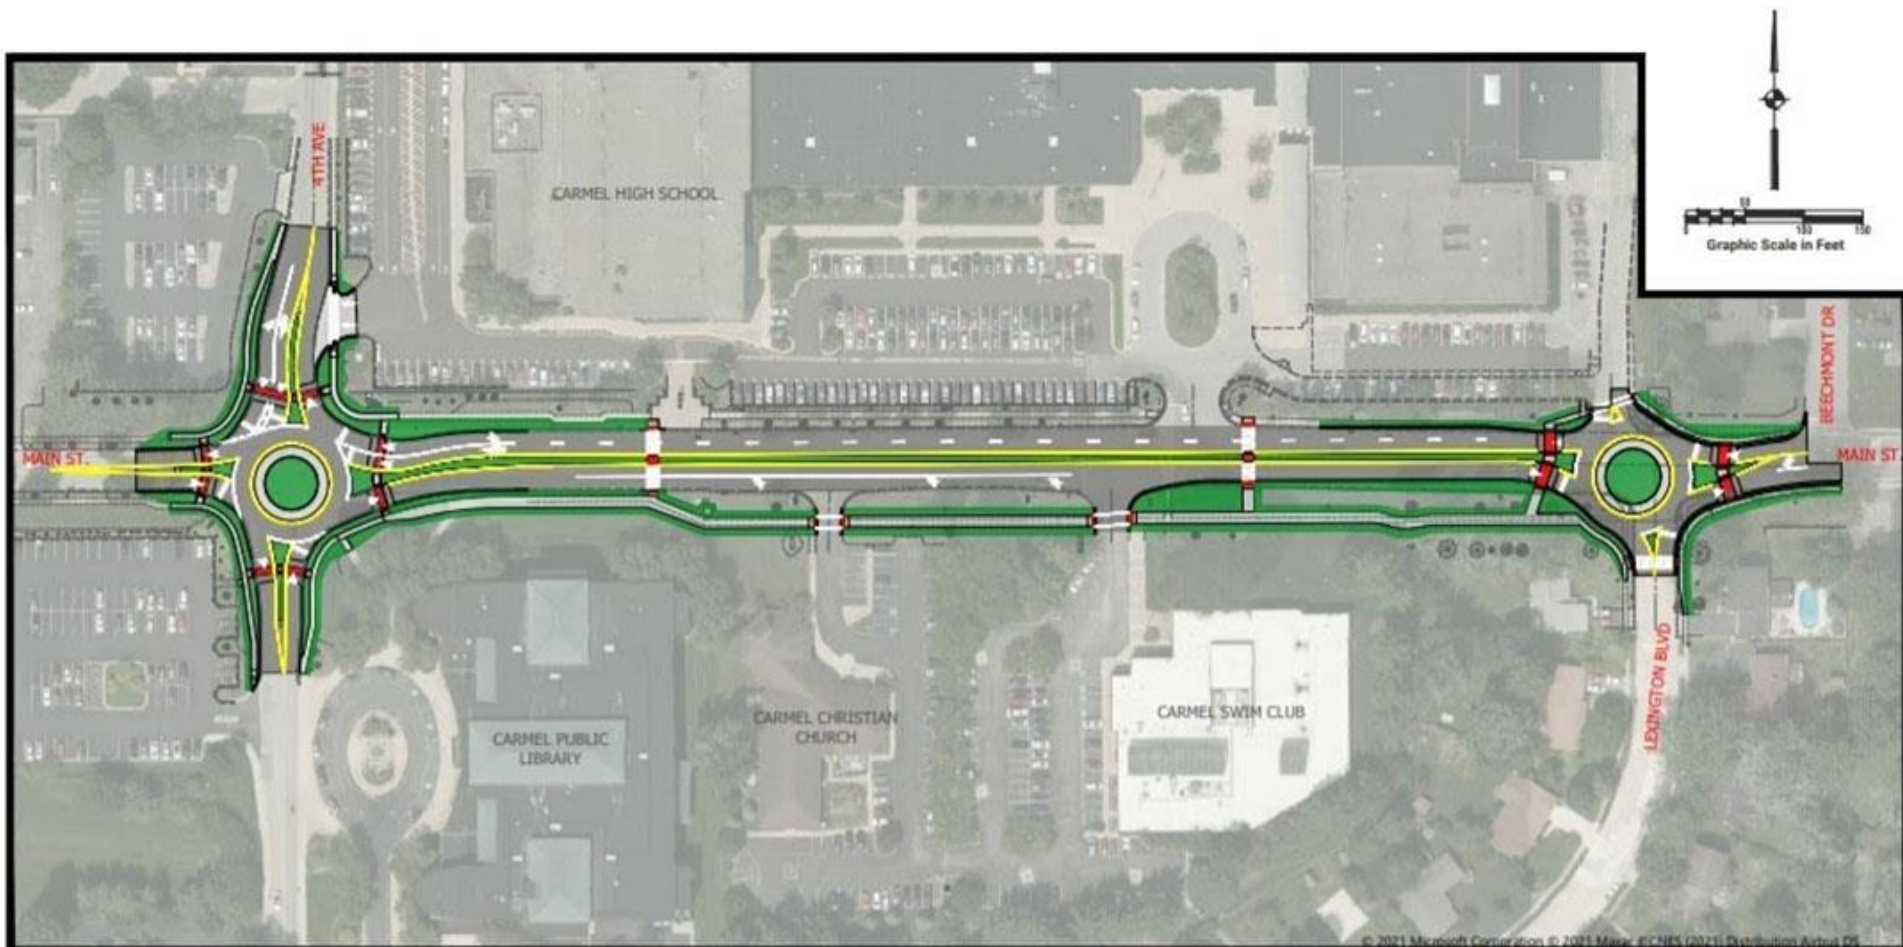 4TH AVE
CARMEL HIGH SCHOOL
50
0
100
150
Graphic Scale in Feet
BEECHMONT DR
MAIN ST.
MAIN ST.
LEXINGTON BLVD
CARMEL PUBLIC
LIBRARY
CARMEL CHRISTIAN
CHURCH
CARMEL SWIM CLUB
© 2021 Microsoft Corporation © 2021 Maxar ©CNES (2021) Distribution Airbus DS